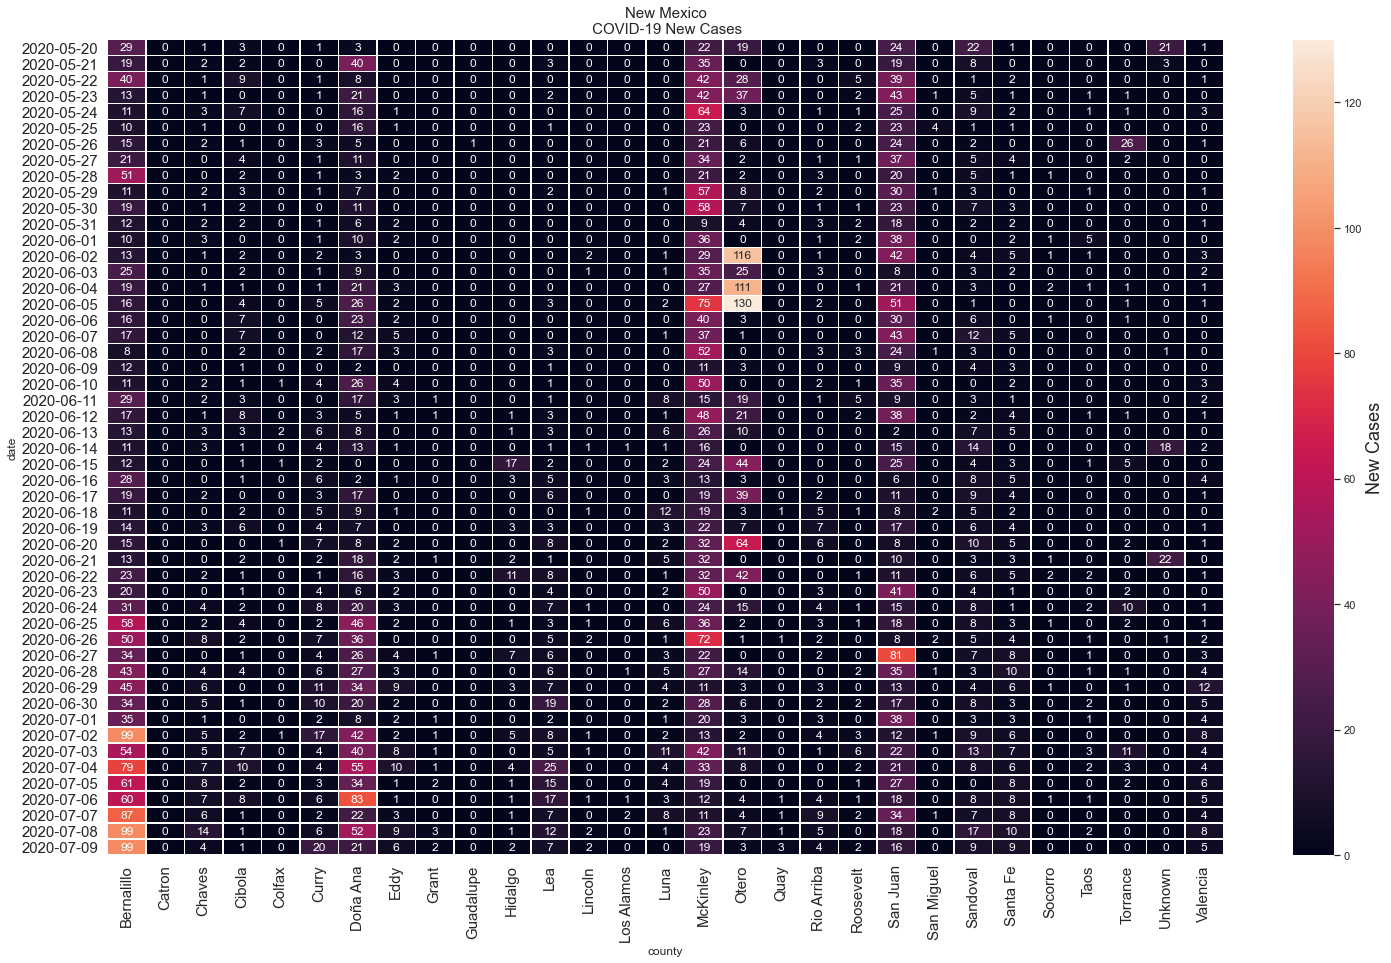 New Mexico
COVID-19 New Cases
2020-05-20 29 0 1 3 0 1 3 0 0 0 0 0 0 0 0 22 19 0 0 0 24 0 22 1 0 0 0 21 1
2020-05-21 19 0 2 2 0 0 40 0 0 0 0 3 0 0 0 35 0 0 3 0 19 0 8 0 0 0 0 3 0
2020-05-22 40 0 1 9 0 1 8 0 0 0 0 0 0 0 0 42 28 0 0 5 39 0 1 2 0 0 0 0 1
2020-05-23 13 0 1 0 0 1 21 0 0 0 0 2 0 0 0 42 37 0 0 2 43 1 5 1 0 1 1 0 0
2020-05-24 11 0 3 7 0 0 16 1 0 0 0 0 0 0 0 64 3 0 1 1 25 0 9 2 0 1 1 0 3
2020-05-25 10 0 1 0 0 0 16 1 0 0 0 1 0 0 0 23 0 0 0 2 23 4 1 1 0 0 0 0 0
2020-05-26 15 0 2 1 0 3 5 0 0 1 0 0 0 0 0 21 6 0 0 0 24 0 2 0 0 0 26 0 1
2020-05-27 21 0 0 4 0 1 11 0 0 0 0 0 0 0 0 34 2 0 1 1 37 0 5 4 0 0 2 0 0
2020-05-28 51 0 0 2 0 1 3 2 0 0 0 0 0 0 0 21 2 0 3 0 20 0 5 1 1 0 0 0 0
2020-05-29 11 0 2 3 0 1 7 0 0 0 0 2 0 0 1 57 8 0 2 0 30 1 3 0 0 1 0 0 1
2020-05-30 19 0 1 2 0 0 11 0 0 0 0 0 0 0 0 58 7 0 1 1 23 0 7 3 0 0 0 0 0
2020-05-31 12 0 2 2 0 1 6 2 0 0 0 0 0 0 0 9 4 0 3 2 18 0 2 2 0 0 0 0 1
2020-06-01 10 0 3 0 0 1 10 2 0 0 0 0 0 0 0 36 0 0 1 2 38 0 0 2 1 5 0 0 0
2020-06-02 13 0 1 2 0 2 3 0 0 0 0 0 2 0 1 29 116 0 0 2 42 0 4 5 1 1 0 0 3
2020-06-03 25 0 0 2 0 1 9 0 0 0 0 0 1 0 1 35 25 0 3 0 8 0 3 2 0 0 0 0 2
2020-06-04 19 0 1 1 0 1 21 3 0 0 0 0 0 0 0 27 111 0 0 1 21 0 3 0 2 1 1 0 1
2020-06-05 16 0 0 4 0 5 26 2 0 0 0 3 0 0 2 75 130 0 2 0 51 0 1 0 0 0 1 0 1
2020-06-06 16 0 0 7 0 0 23 2 0 0 0 0 0 0 0 40 3 0 0 0 30 0 6 0 1 0 1 0 0
2020-06-07 17 0 0 7 0 0 12 5 0 0 0 0 0 0 1 37 1 0 0 0 43 0 12 5 0 0 0 0 0
2020-06-08 8 0 0 2 0 2 17 3 0 0 0 3 0 0 0 52 0 0 3 3 24 1 3 0 0 0 0 1 0
2020-06-09 12 0 0 1 0 0 2 0 0 0 0 1 0 0 0 11 3 0 0 0 9 0 4 3 0 0 0 0 0
2020-06-10 11 0 2 1 1 4 26 4 0 0 0 1 0 0 0 50 0 0 2 1 35 0 0 2 0 0 0 0 3
2020-06-11 29 0 2 3 0 0 17 3 1 0 0 1 0 0 8 15 19 0 1 5 9 0 3 1 0 0 0 0 2
2020-06-12 17 0 1 8 0 3 5 1 1 0 1 3 0 0 0 48 21 0 0 2 38 0 2 4 0 1 1 0 1
2020-06-13 13 0 3 3 2 6 8 0 0 0 1 3 0 0 6 26 10 0 0 0 2 0 7 5 0 0 0 0 0
2020-06-14 11 0 3 1 0 4 13 1 0 0 0 1 1 1 1 16 0 0 0 0 15 0 14 0 0 0 0 18 2
2020-06-15 12 0 0 1 1 2 0 0 0 0 17 2 0 0 2 24 44 0 0 0 25 0 4 3 0 1 5 0 0
2020-06-16 28 0 0 1 0 6 2 1 0 0 3 5 0 0 3 13 3 0 0 0 6 0 8 5 0 0 0 0 4
2020-06-17 19 0 2 0 0 3 17 0 0 0 0 6 0 0 0 19 39 0 2 0 11 0 9 4 0 0 0 0 1
2020-06-18 11 0 0 2 0 5 9 1 0 0 0 0 1 0 12 19 3 1 5 1 8 2 5 2 0 0 0 0 0
2020-06-19 14 0 3 6 0 4 7 0 0 0 3 3 0 0 3 22 7 0 7 0 17 0 6 4 0 0 0 0 1
2020-06-20 15 0 0 0 1 7 8 2 0 0 0 8 0 0 2 32 64 0 6 0 8 0 10 5 0 0 2 0 1
2020-06-21 13 0 0 2 0 2 18 2 1 0 2 1 0 0 5 32 0 0 0 0 10 0 3 3 1 0 0 22 0
2020-06-22 23 0 2 1 0 1 16 3 0 0 11 8 0 0 1 32 42 0 0 1 11 0 6 5 2 2 0 0 1
2020-06-23 20 0 0 1 0 4 6 2 0 0 0 4 0 0 2 50 0 0 3 0 41 0 4 1 0 0 2 0 0
2020-06-24 31 0 4 2 0 8 20 3 0 0 0 7 1 0 0 24 15 0 4 1 15 0 8 1 0 2 10 0 1
2020-06-25 58 0 2 4 0 2 46 2 0 0 1 3 1 0 6 36 2 0 3 1 18 0 8 3 1 0 2 0 1
2020-06-26 50 0 8 2 0 7 36 0 0 0 0 5 2 0 1 72 1 1 2 0 8 2 5 4 0 1 0 1 2
2020-06-27 34 0 0 1 0 4 26 4 1 0 7 6 0 0 3 22 0 0 2 0 81 0 7 8 0 1 0 0 3
2020-06-28 43 0 4 4 0 6 27 3 0 0 0 6 0 1 5 27 14 0 0 2 35 1 3 10 0 1 1 0 4
2020-06-29 45 0 6 0 0 11 34 9 0 0 3 7 0 0 4 11 3 0 3 0 13 0 4 6 1 0 1 0 12
2020-06-30 34 0 5 1 0 10 20 2 0 0 0 19 0 0 2 28 6 0 2 2 17 0 8 3 0 2 0 0 5
2020-07-01 35 0 1 0 0 2 8 2 1 0 0 2 0 0 1 20 3 0 3 0 38 0 3 3 0 1 0 0 4
2020-07-02 99 0 5 2 1 17 42 2 1 0 5 8 1 0 2 13 2 0 4 3 12 1 9 6 0 0 0 0 8
2020-07-03 54 0 5 7 0 4 40 8 1 0 0 5 1 0 11 42 11 0 1 6 22 0 13 7 0 3 11 0 4
2020-07-04 79 0 7 10 0 4 55 10 1 0 4 25 0 0 4 33 8 0 0 2 21 0 8 6 0 2 3 0 4
2020-07-05 61 0 8 2 0 3 34 1 2 0 1 15 0 0 4 19 0 0 0 1 27 0 0 8 0 0 2 0 6
2020-07-06 60 0 7 8 0 6 83 1 0 0 1 17 1 1 3 12 4 1 4 1 18 0 8 8 1 1 0 0 5
2020-07-07 87 0 6 1 0 2 22 3 0 0 1 7 0 2 8 11 4 1 9 2 34 1 7 8 0 0 0 0 4
2020-07-08 99 0 14 1 0 6 52 9 3 0 1 12 2 0 1 23 7 1 5 0 18 0 17 10 0 2 0 0 8
2020-07-09 99 0 4 1 0 20 21 6 2 0 2 7 2 0 0 19 3 3 4 2 16 0 9 9 0 0 0 0 5
date
Bernalillo Catron Chaves Cibola Colfax Curry Doña Ana Eddy Grant Guadalupe Hidalgo Lea Lincoln Los Alamos Luna McKinley Otero Quay Rio Arriba Roosevelt San Juan San Miguel Sandoval Santa Fe Socorro Taos Torrance Unknown Valencia
county
120
100
80
60
40
20
0
New Cases